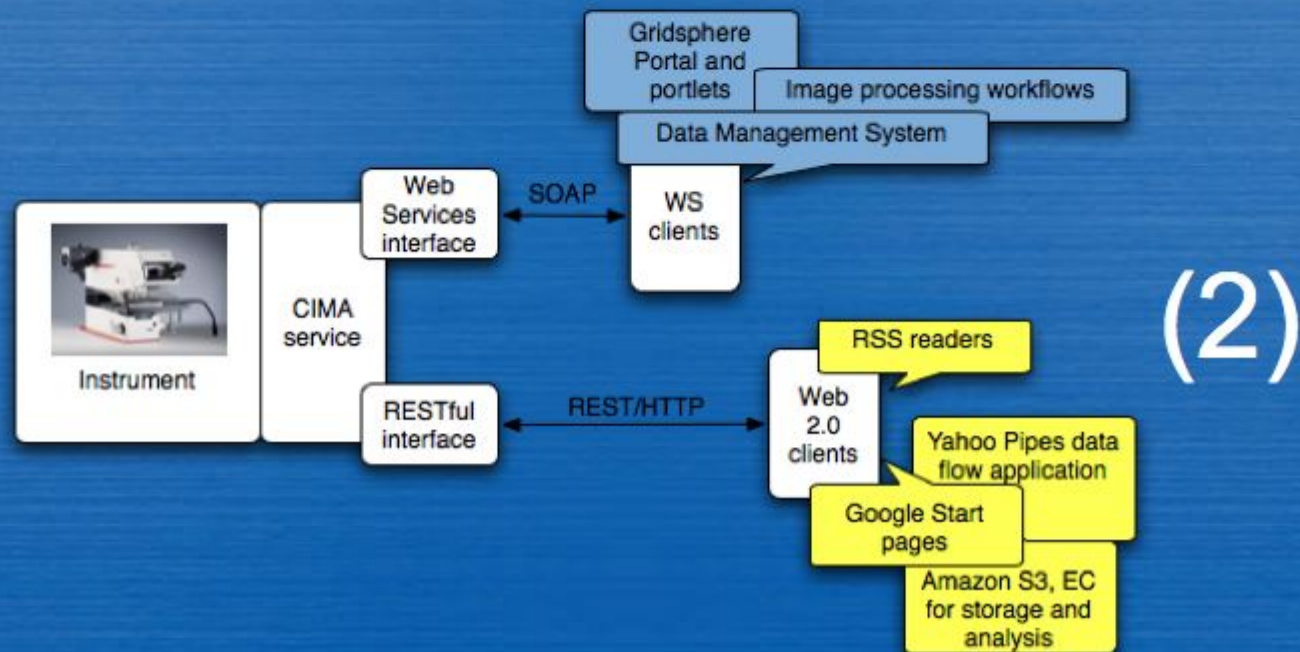 Gridsphere
Portal and
portlets
Image processing workflows
Data Management System
Web
Services
interface
SOAP
WS
clients
CIMA
service
Instrument
(2)
RSS readers
RESTful
interface
REST/HTTP
Web
2.0
clients
Yahoo Pipes data
flow application
Google Start
pages
Amazon S3, EC
for storage and
analysis